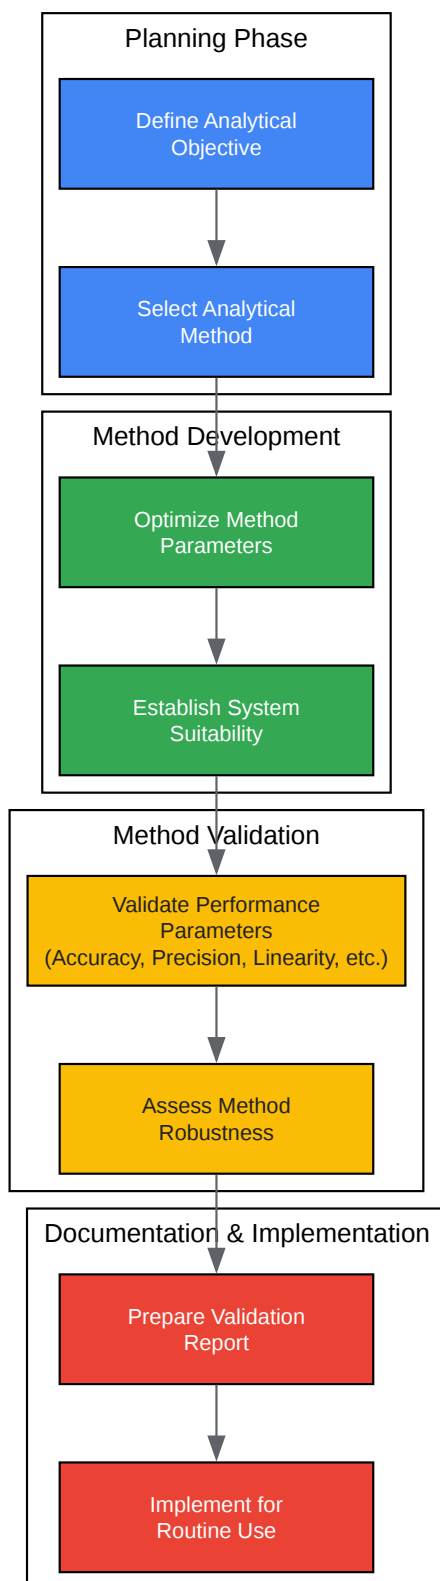 Planning Phase
Define Analytical
Objective
Select Analytical
Method
Method Development
Optimize Method
Parameters
Establish System
Suitability
Method Validation
Validate Performance
Parameters
(Accuracy, Precision, Linearity, etc.)
Assess Method
Robustness
Documentation & Implementation
Prepare Validation
Report
Implement for
Routine Use